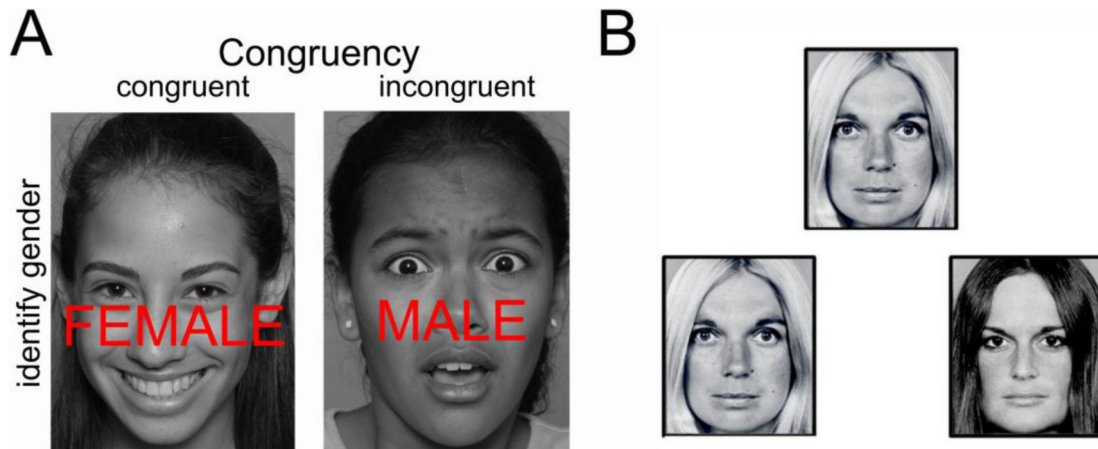 A
Congruency
congruent
incongruent
identify gender
FEMALE
MALE
B